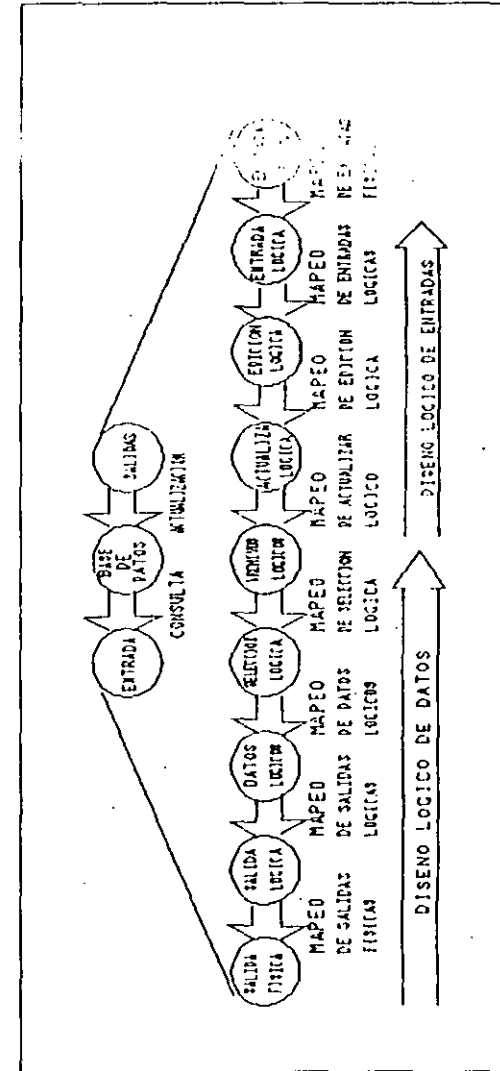 ENTRADA
BASE
DE
DATOS
SALIDAS
CONSULTA
ACTUALIZACION
SALIDA
FISICA
SALIDA
LOGICA
DATOS
LOGICOS
SELECCION
LOGICA
ARCHIVOS
LOGICOS
ACTUALIZA
LOGICA
EDICION
LOGICA
ENTRADA
LOGICA
MAPEO
DE SALIDAS
FISICAS
MAPEO
DE SALIDAS
LOGICAS
MAPEO
DE DATOS
LOGICOS
MAPEO
DE SELECCION
LOGICA
MAPEO
DE ACTUALIZAR
LOGICO
MAPEO
DE EDICION
LOGICA
MAPEO
DE ENTRADAS
LOGICAS
DE
DISENO LOGICO DE DATOS
DISENO LOGICO DE ENTRADAS